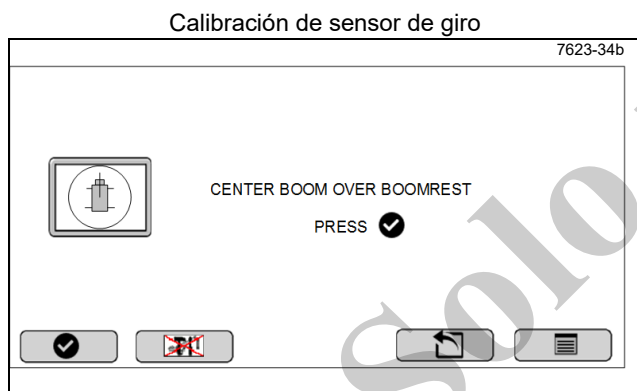 Calibración de sensor de giro
7623-34b
CENTER BOOM OVER BOOMREST
PRESS
Solo